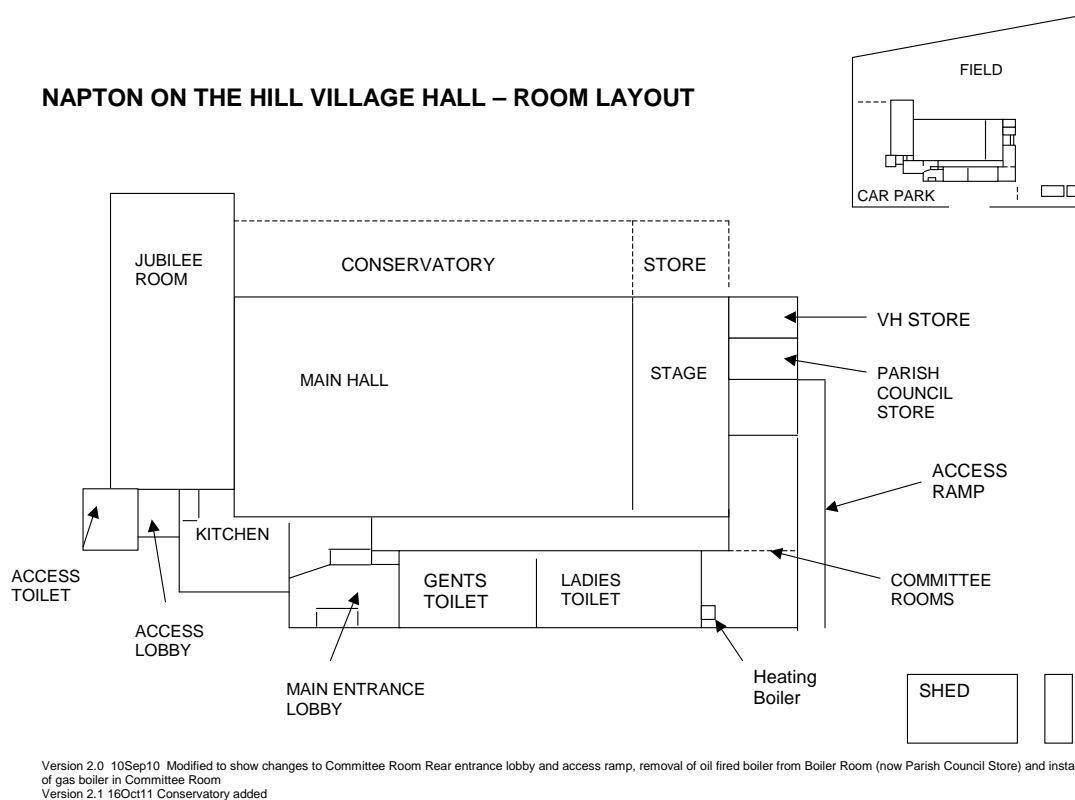 NAPTON ON THE HILL VILLAGE HALL – ROOM LAYOUT
FIELD
CAR PARK
JUBILEE
ROOM
CONSERVATORY
STORE
VH STORE
MAIN HALL
STAGE
PARISH
COUNCIL
STORE
ACCESS
RAMP
KITCHEN
ACCESS
TOILET
GENTS
TOILET
LADIES
TOILET
COMMITTEE
ROOMS
ACCESS
LOBBY
MAIN ENTRANCE
LOBBY
Heating
Boiler
SHED
Version 2.0 10Sep10 Modified to show changes to Committee Room Rear entrance lobby and access ramp, removal of oil fired boiler from Boiler Room (now Parish Council Store) and insta
of gas boiler in Committee Room
Version 2.1 16Oct11 Conservatory added